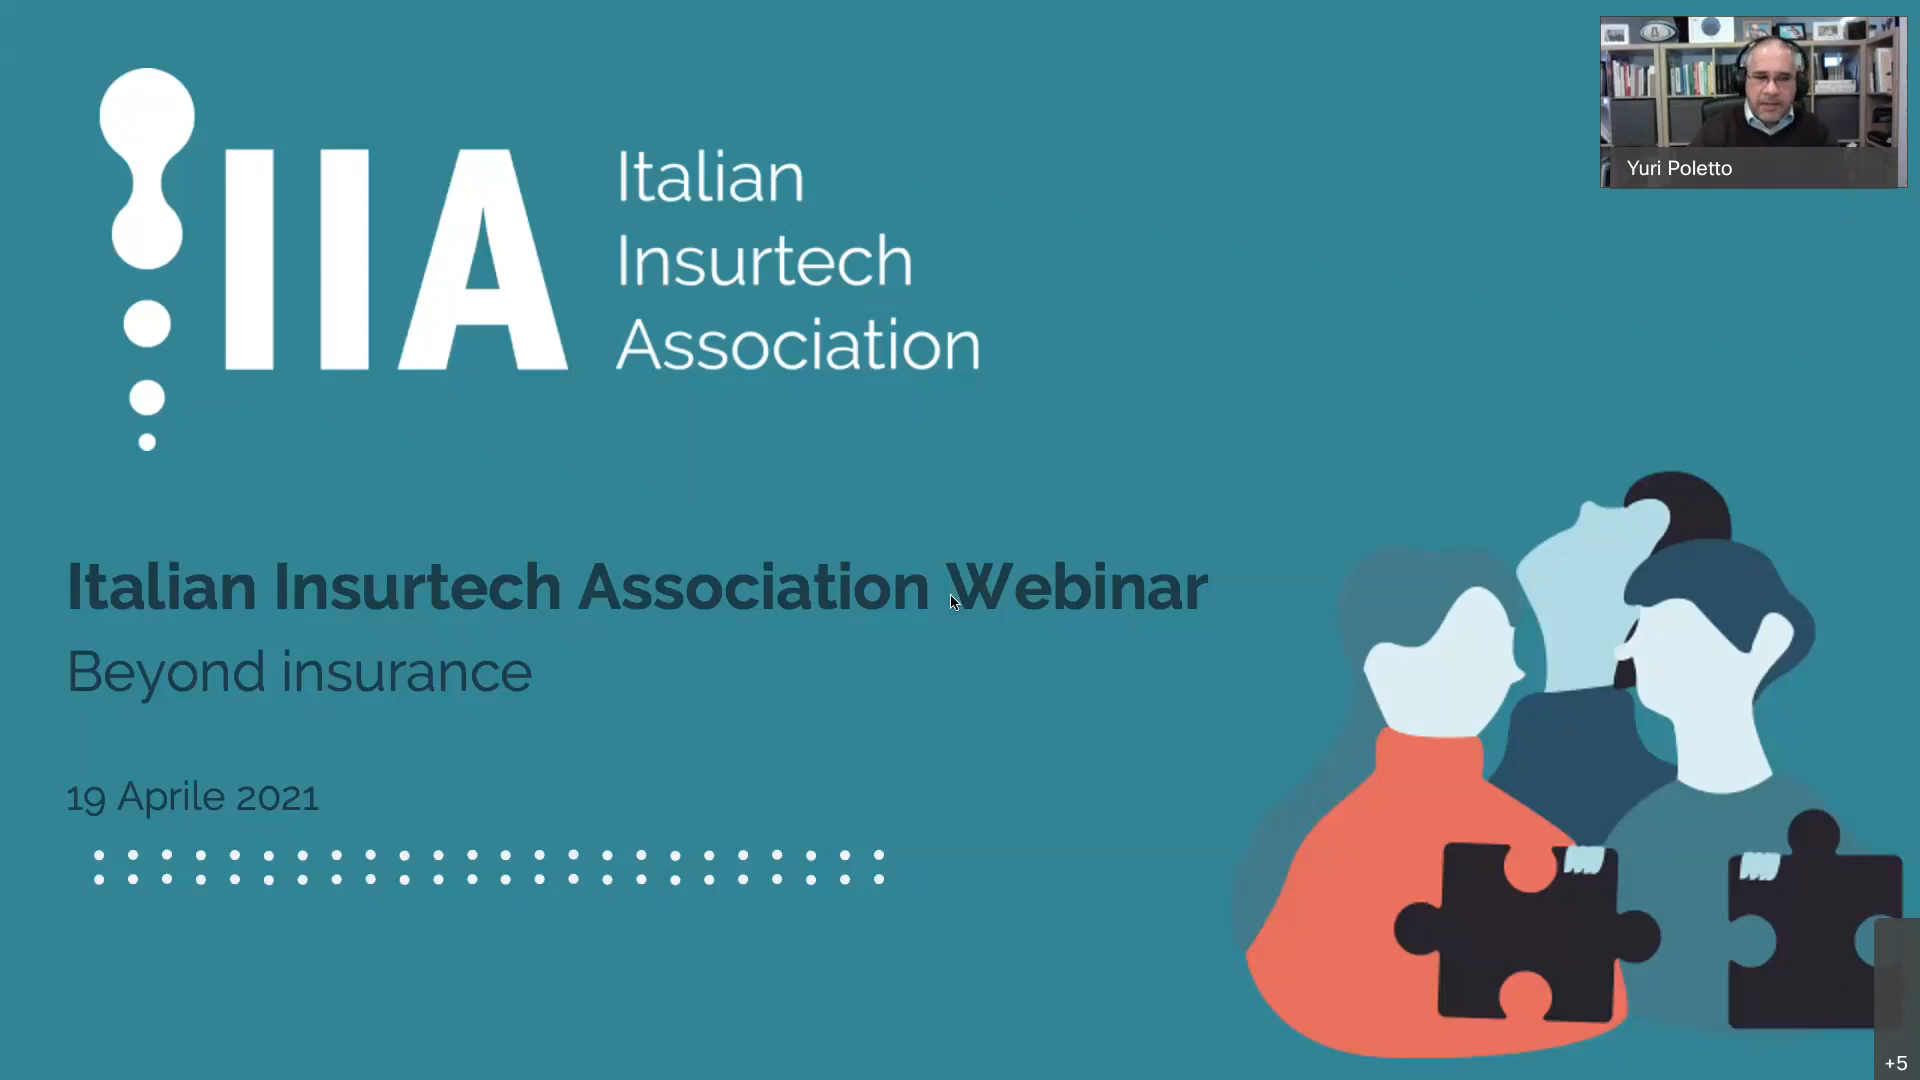 IIA
Italian
Insurtech
Association
Yuri Poletto
Italian Insurtech Association Webinar
Beyond insurance
19 Aprile 2021
+5